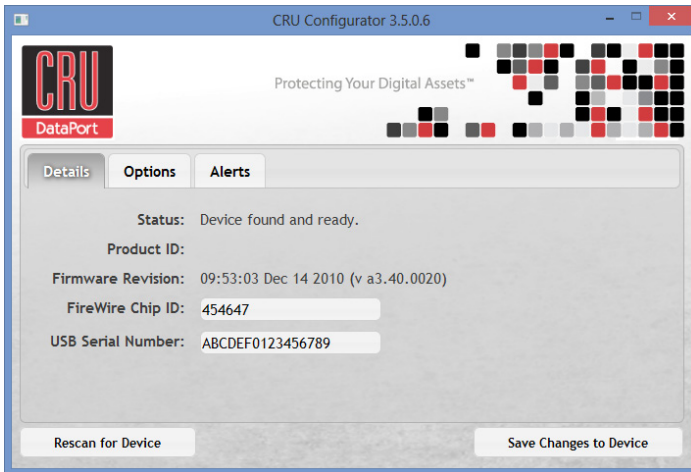 CRU Configurator 3.5.0.6
CRU
DataPort
Protecting Your Digital Assets™
Details Options Alerts
Status: Device found and ready.
Product ID:
Firmware Revision: 09:53:03 Dec 14 2010 (v a3.40.0020)
FireWire Chip ID: 454647
USB Serial Number: ABCDEF0123456789
Rescan for Device Save Changes to Device